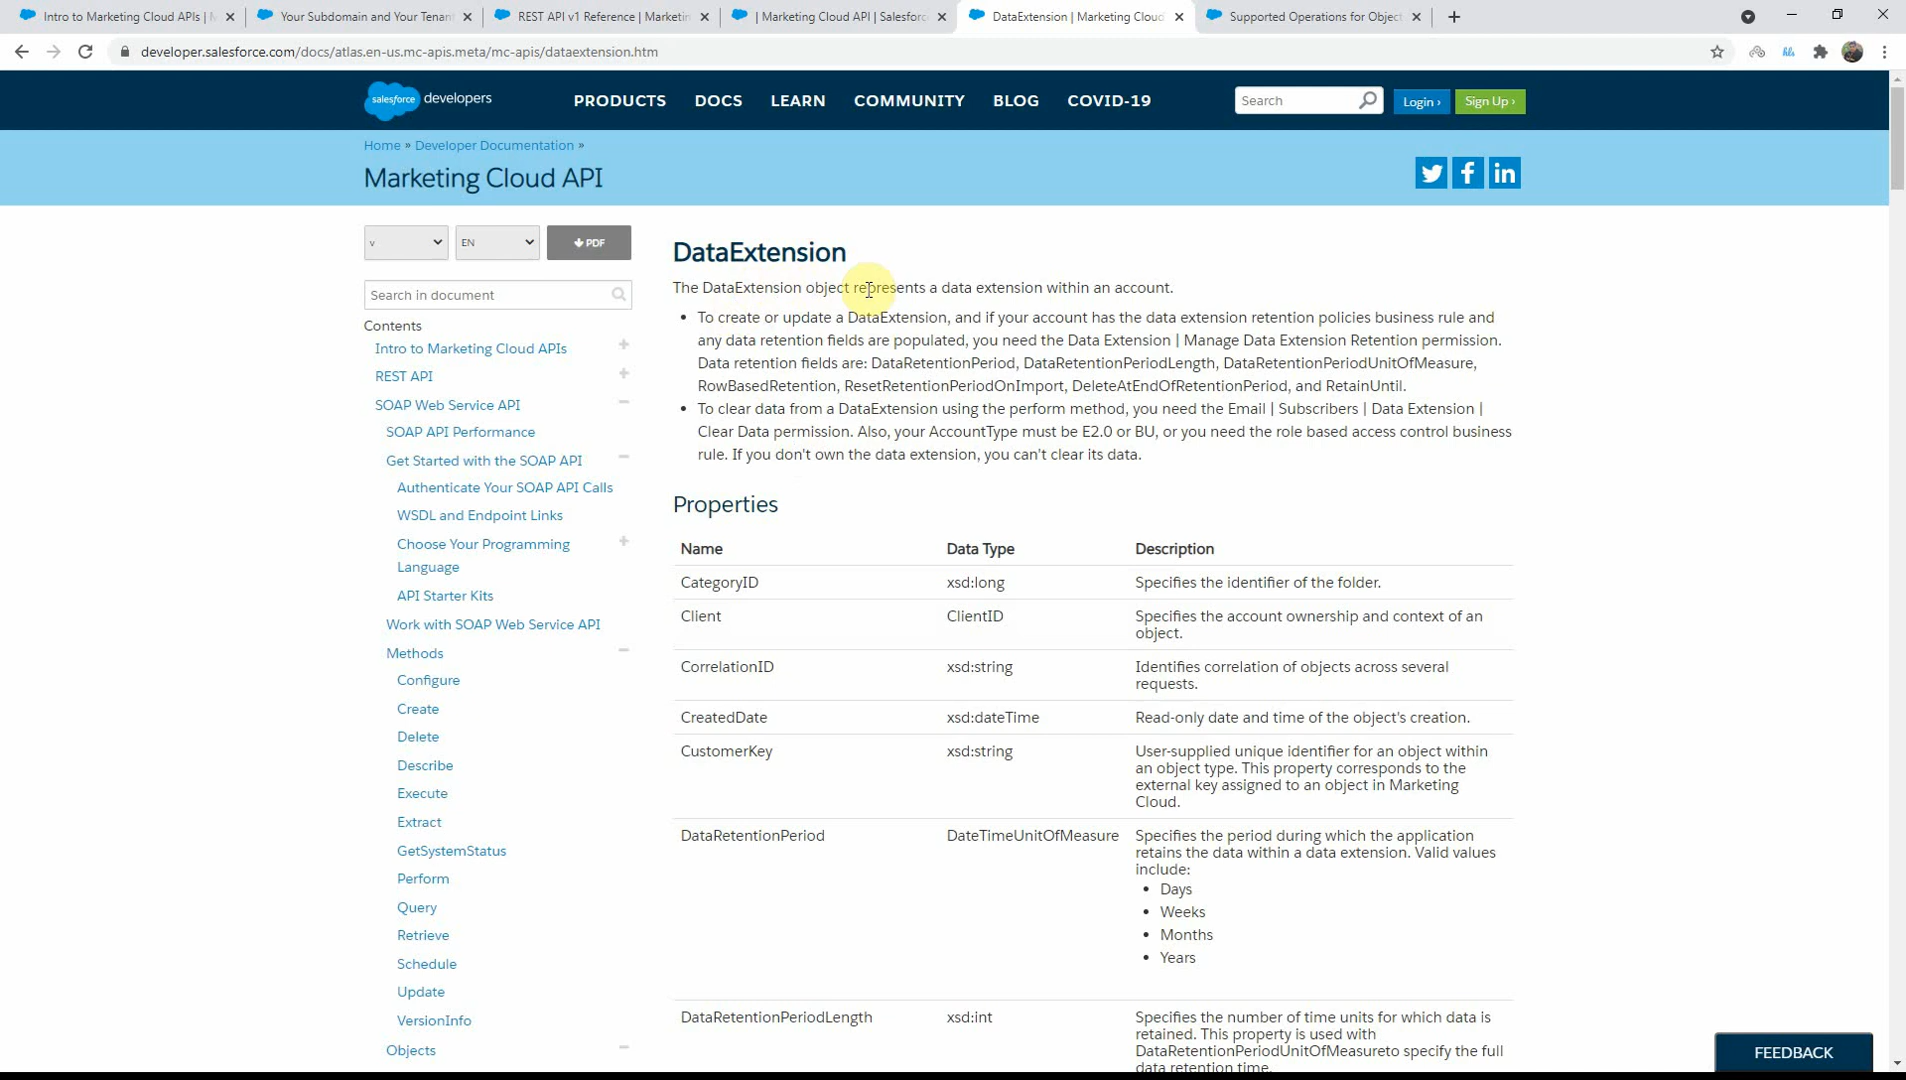 Intro to Marketing Cloud APIs | M
Your Subdomain and Your Tenant
REST API v1 Reference | Marketin
| Marketing Cloud API | Salesforc
DataExtension | Marketing Cloud
Supported Operations for Object
developer.salesforce.com/docs/atlas.en-us.mc-apis.meta/mc-apis/dataextension.htm
salesforce developers
PRODUCTS
DOCS
LEARN
COMMUNITY
BLOG
COVID-19
Search
Login ›
Sign Up ›
Home » Developer Documentation »
Marketing Cloud API
v
EN
PDF
Search in document
Contents
Intro to Marketing Cloud APIs
REST API
SOAP Web Service API
SOAP API Performance
Get Started with the SOAP API
Authenticate Your SOAP API Calls
WSDL and Endpoint Links
Choose Your Programming
Language
API Starter Kits
Work with SOAP Web Service API
Methods
Configure
Create
Delete
Describe
Execute
Extract
GetSystemStatus
Perform
Query
Retrieve
Schedule
Update
VersionInfo
Objects
DataExtension
The DataExtension object represents a data extension within an account.
• To create or update a DataExtension, and if your account has the data extension retention policies business rule and
any data retention fields are populated, you need the Data Extension | Manage Data Extension Retention permission.
Data retention fields are: DataRetentionPeriod, DataRetentionPeriodLength, DataRetentionPeriodUnitOfMeasure,
RowBasedRetention, ResetRetentionPeriodOnImport, DeleteAtEndOfRetentionPeriod, and RetainUntil.
• To clear data from a DataExtension using the perform method, you need the Email | Subscribers | Data Extension |
Clear Data permission. Also, your AccountType must be E2.0 or BU, or you need the role based access control business
rule. If you don't own the data extension, you can't clear its data.
Properties
Name Data Type Description
CategoryID xsd:long Specifies the identifier of the folder.
Client ClientID Specifies the account ownership and context of an
object.
CorrelationID xsd:string Identifies correlation of objects across several
requests.
CreatedDate xsd:dateTime Read-only date and time of the object's creation.
CustomerKey xsd:string User-supplied unique identifier for an object within
an object type. This property corresponds to the
external key assigned to an object in Marketing
Cloud.
DataRetentionPeriod DateTimeUnitOfMeasure Specifies the period during which the application
retains the data within a data extension. Valid values
include:
• Days
• Weeks
• Months
• Years
DataRetentionPeriodLength xsd:int Specifies the number of time units for which data is
retained. This property is used with
DataRetentionPeriodUnitOfMeasureto specify the full
data retention time.
FEEDBACK